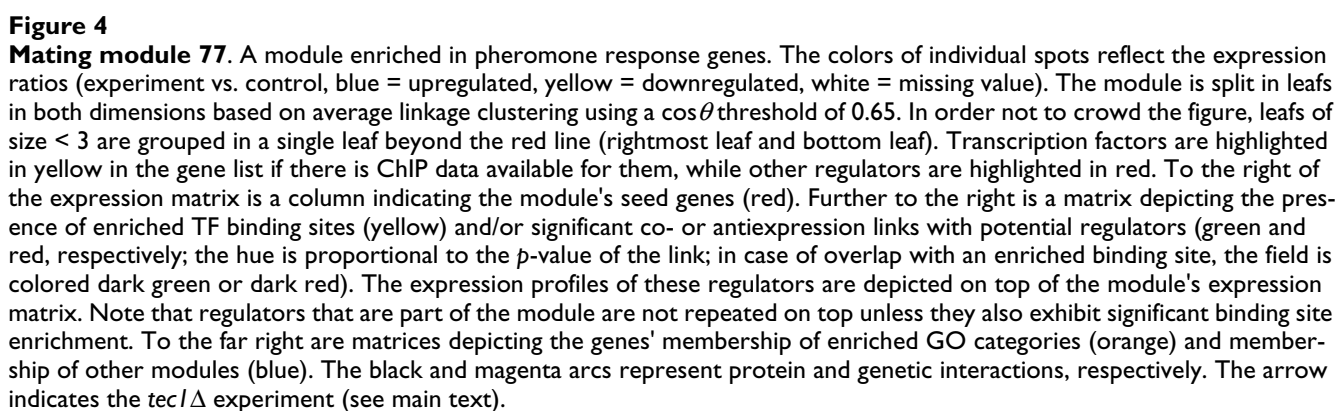 Figure 4
Mating module 77. A module enriched in pheromone response genes. The colors of individual spots reflect the expression
ratios (experiment vs. control, blue = upregulated, yellow = downregulated, white = missing value). The module is split in leafs
in both dimensions based on average linkage clustering using a cosθ threshold of 0.65. In order not to crowd the figure, leafs of
size < 3 are grouped in a single leaf beyond the red line (rightmost leaf and bottom leaf). Transcription factors are highlighted
in yellow in the gene list if there is ChIP data available for them, while other regulators are highlighted in red. To the right of
the expression matrix is a column indicating the module's seed genes (red). Further to the right is a matrix depicting the pres-
ence of enriched TF binding sites (yellow) and/or significant co- or antiexpression links with potential regulators (green and
red, respectively; the hue is proportional to the p-value of the link; in case of overlap with an enriched binding site, the field is
colored dark green or dark red). The expression profiles of these regulators are depicted on top of the module's expression
matrix. Note that regulators that are part of the module are not repeated on top unless they also exhibit significant binding site
enrichment. To the far right are matrices depicting the genes' membership of enriched GO categories (orange) and member-
ship of other modules (blue). The black and magenta arcs represent protein and genetic interactions, respectively. The arrow
indicates the tec1Δ experiment (see main text).